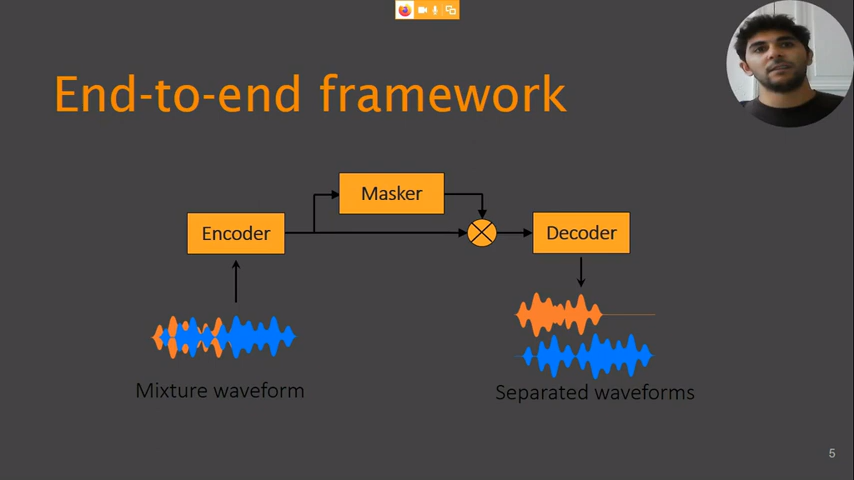 End-to-end framework
Masker
Encoder
Decoder
Mixture waveform
Separated waveforms
5